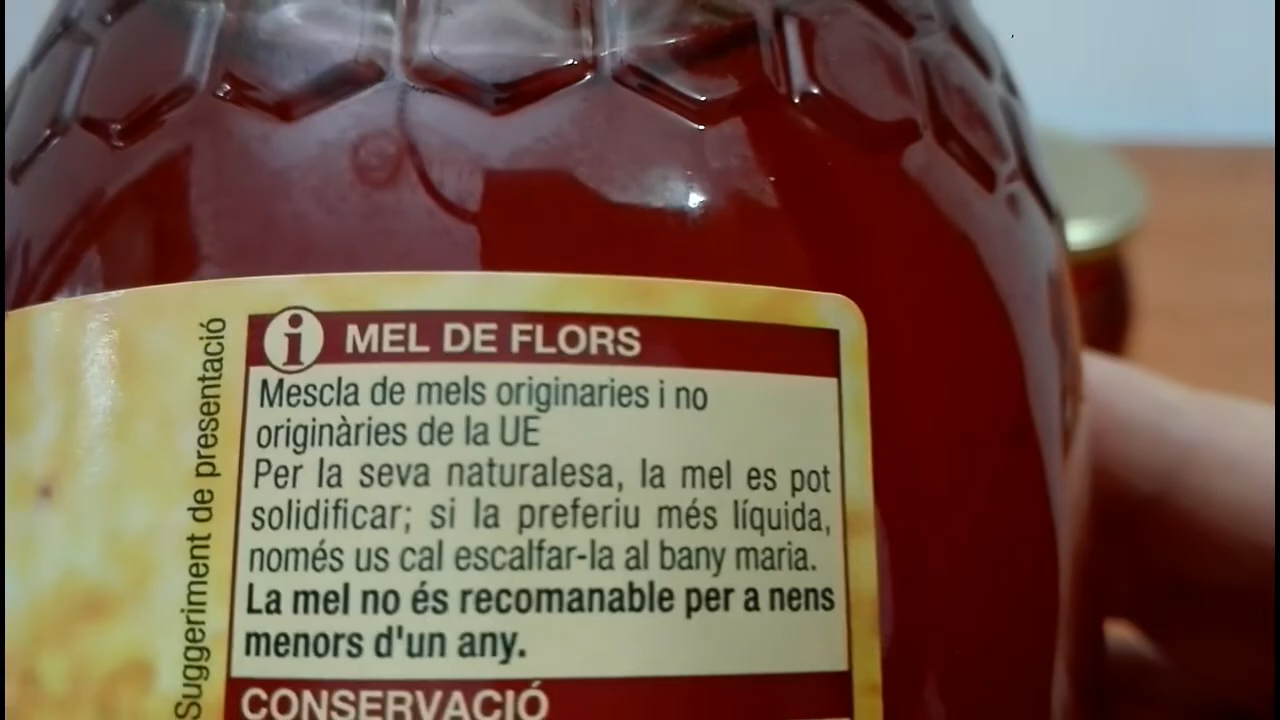 Suggeriment de presentació
i MEL DE FLORS
Mescla de mels originaries i no
originàries de la UE
Per la seva naturalesa, la mel es pot
solidificar; si la preferiu més líquida,
només us cal escalfar-la al bany maria.
La mel no és recomanable per a nens
menors d'un any.
CONSERVACIÓ